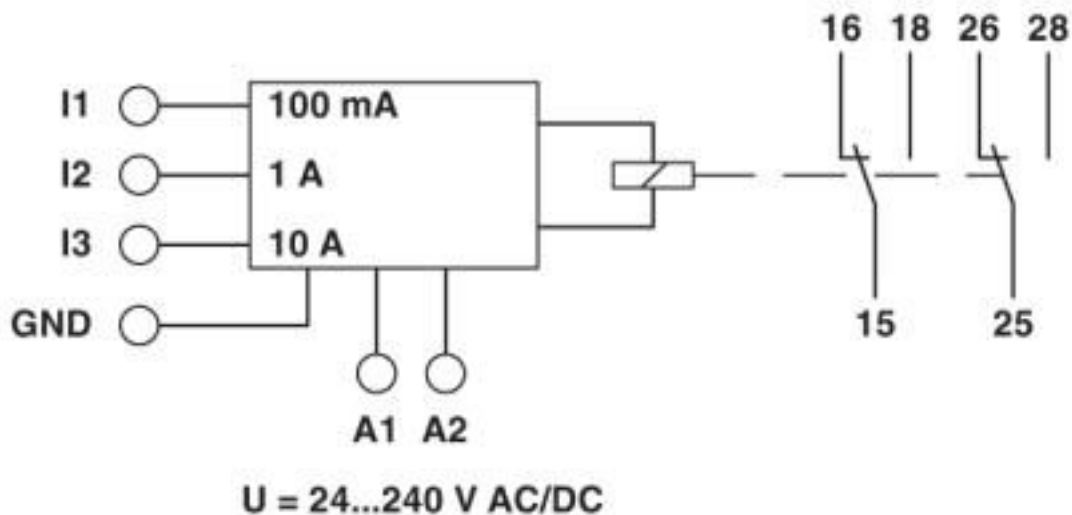 16 18 26 28
I1 100 mA
I2 1 A
I3 10 A
GND
15 25
A1 A2
U = 24...240 V AC/DC